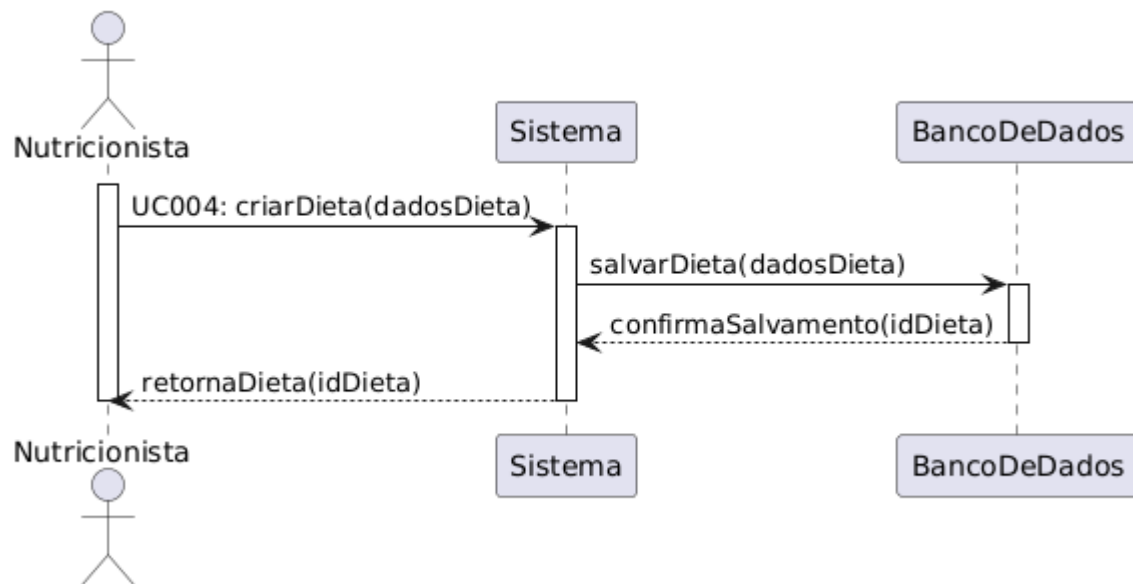 Nutricionista
Sistema
BancoDeDados
UC004: criarDieta(dadosDieta)
salvarDieta(dadosDieta)
confirmaSalvamento(idDieta)
retornaDieta(idDieta)
Nutricionista
Sistema
BancoDeDados